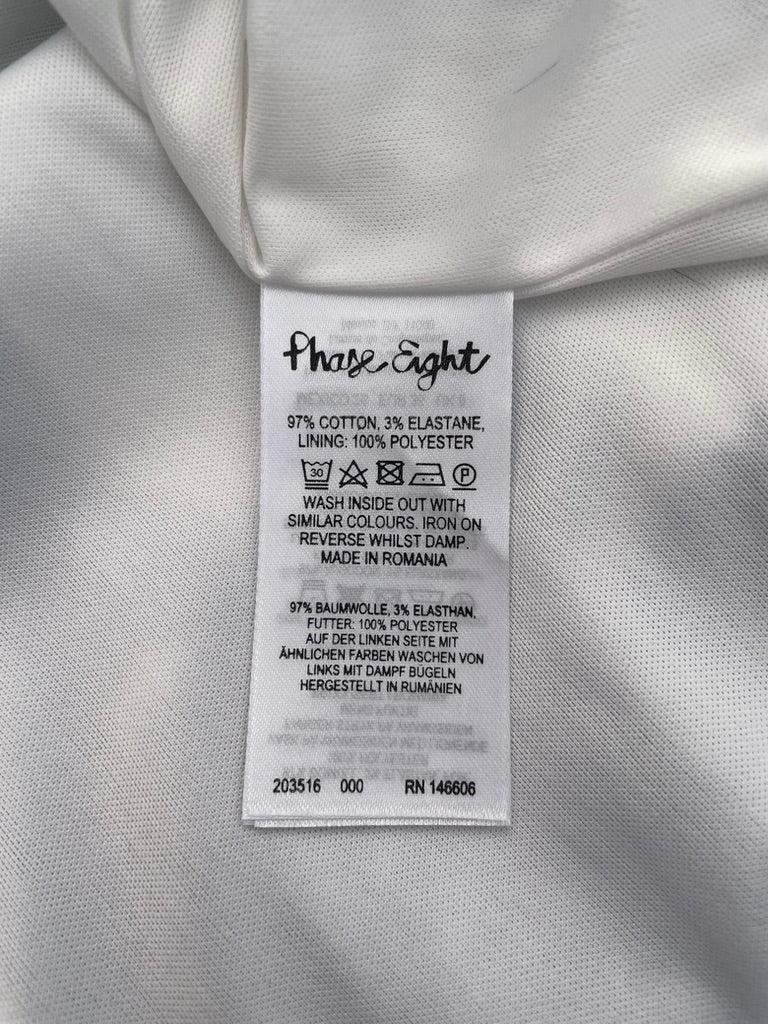 Phase Eight
97% COTTON, 3% ELASTANE,
LINING: 100% POLYESTER
30 P
WASH INSIDE OUT WITH
SIMILAR COLOURS. IRON ON
REVERSE WHILST DAMP.
MADE IN ROMANIA
97% BAUMWOLLE, 3% ELASTHAN,
FUTTER: 100% POLYESTER
AUF DER LINKEN SEITE MIT
ÄHNLICHEN FARBEN WASCHEN VON
LINKS MIT DAMPF BÜGELN
HERGESTELLT IN RUMÄNIEN
203516 000 RN 146606